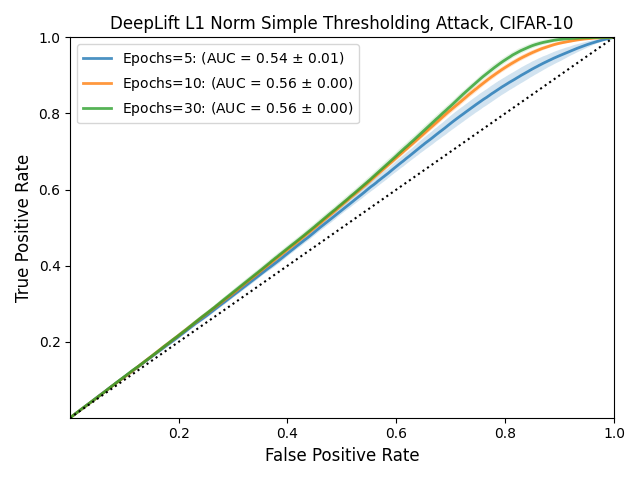 DeepLift L1 Norm Simple Thresholding Attack, CIFAR-10
Epochs=5: (AUC = 0.54 ± 0.01)
Epochs=10: (AUC = 0.56 ± 0.00)
Epochs=30: (AUC = 0.56 ± 0.00)
True Positive Rate
1.0
0.8
0.6
0.4
0.2
0.2 0.4 0.6 0.8 1.0
False Positive Rate